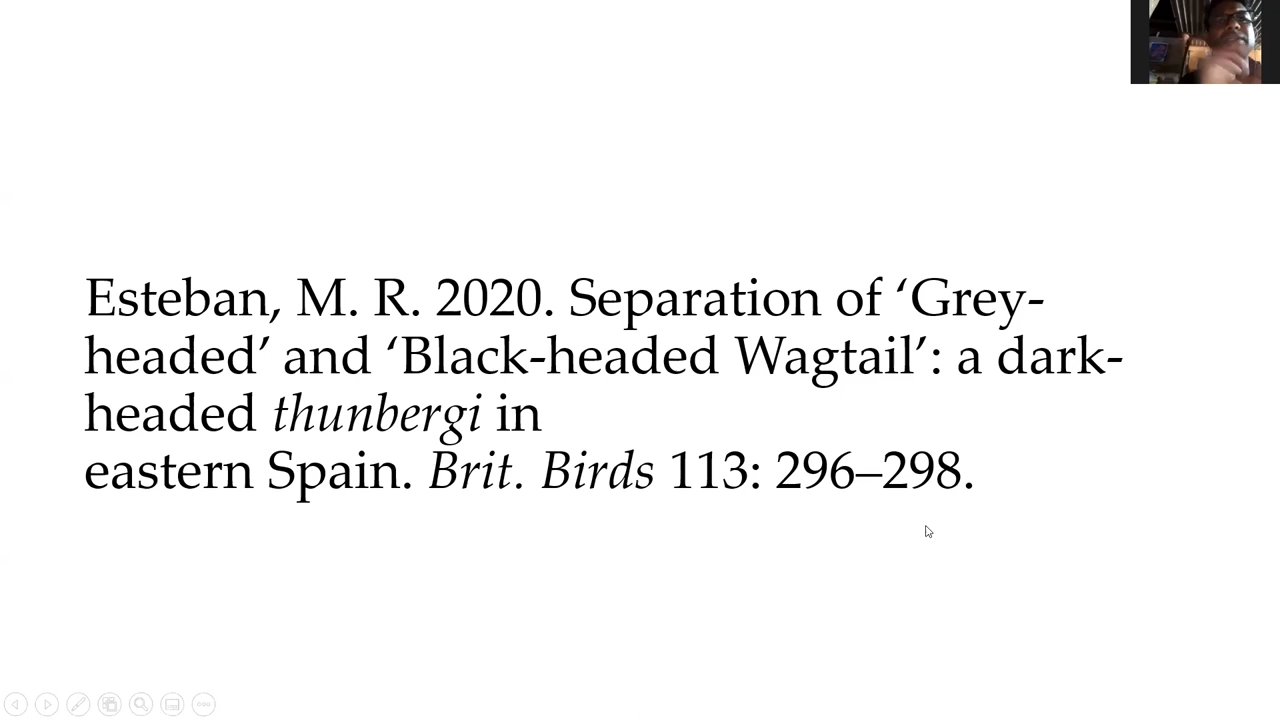 Esteban, M. R. 2020. Separation of ‘Grey-
headed’ and ‘Black-headed Wagtail’: a dark-
headed thunbergi in
eastern Spain. Brit. Birds 113: 296–298.